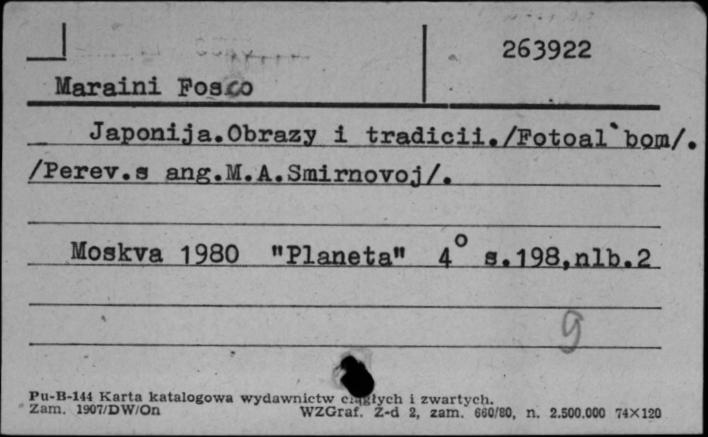 263922
Maraini Fosco
Japonija.Obrazy i tradicii./Fotoal`bom/.
/Perev.s ang.M.A.Smirnovoj/.
Moskva 1980 "Planeta" 4° s.198,nlb.2
9
Pu-B-144 Karta katalogowa wydawnictw ciągłych i zwartych.
Zam. 1907/DW/On WZGraf. Z-d 2, zam. 660/80, n. 2.500.000 74×120